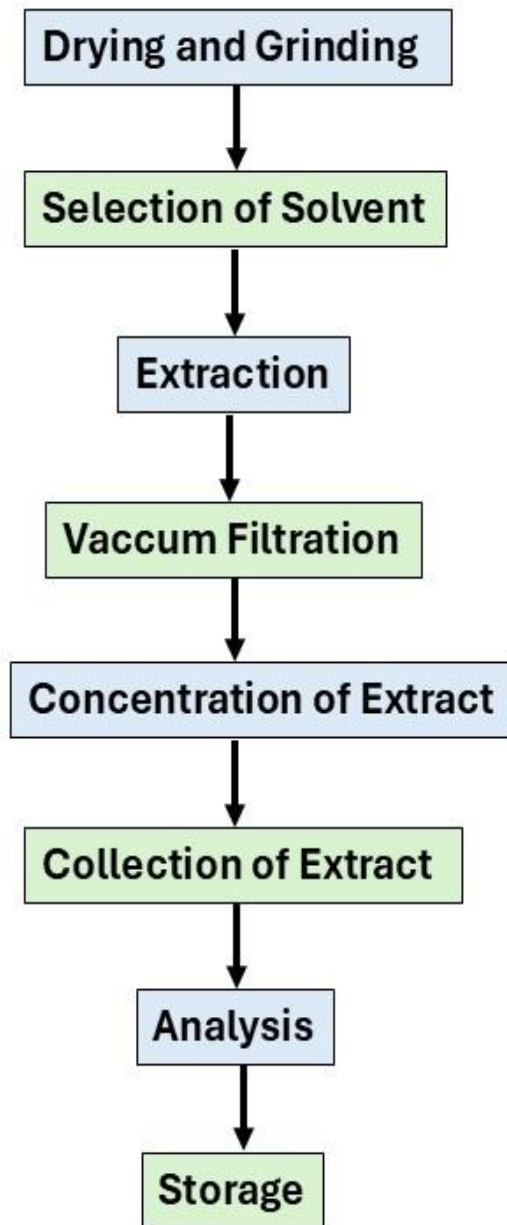 Drying and Grinding
Selection of Solvent
Extraction
Vaccum Filtration
Concentration of Extract
Collection of Extract
Analysis
Storage